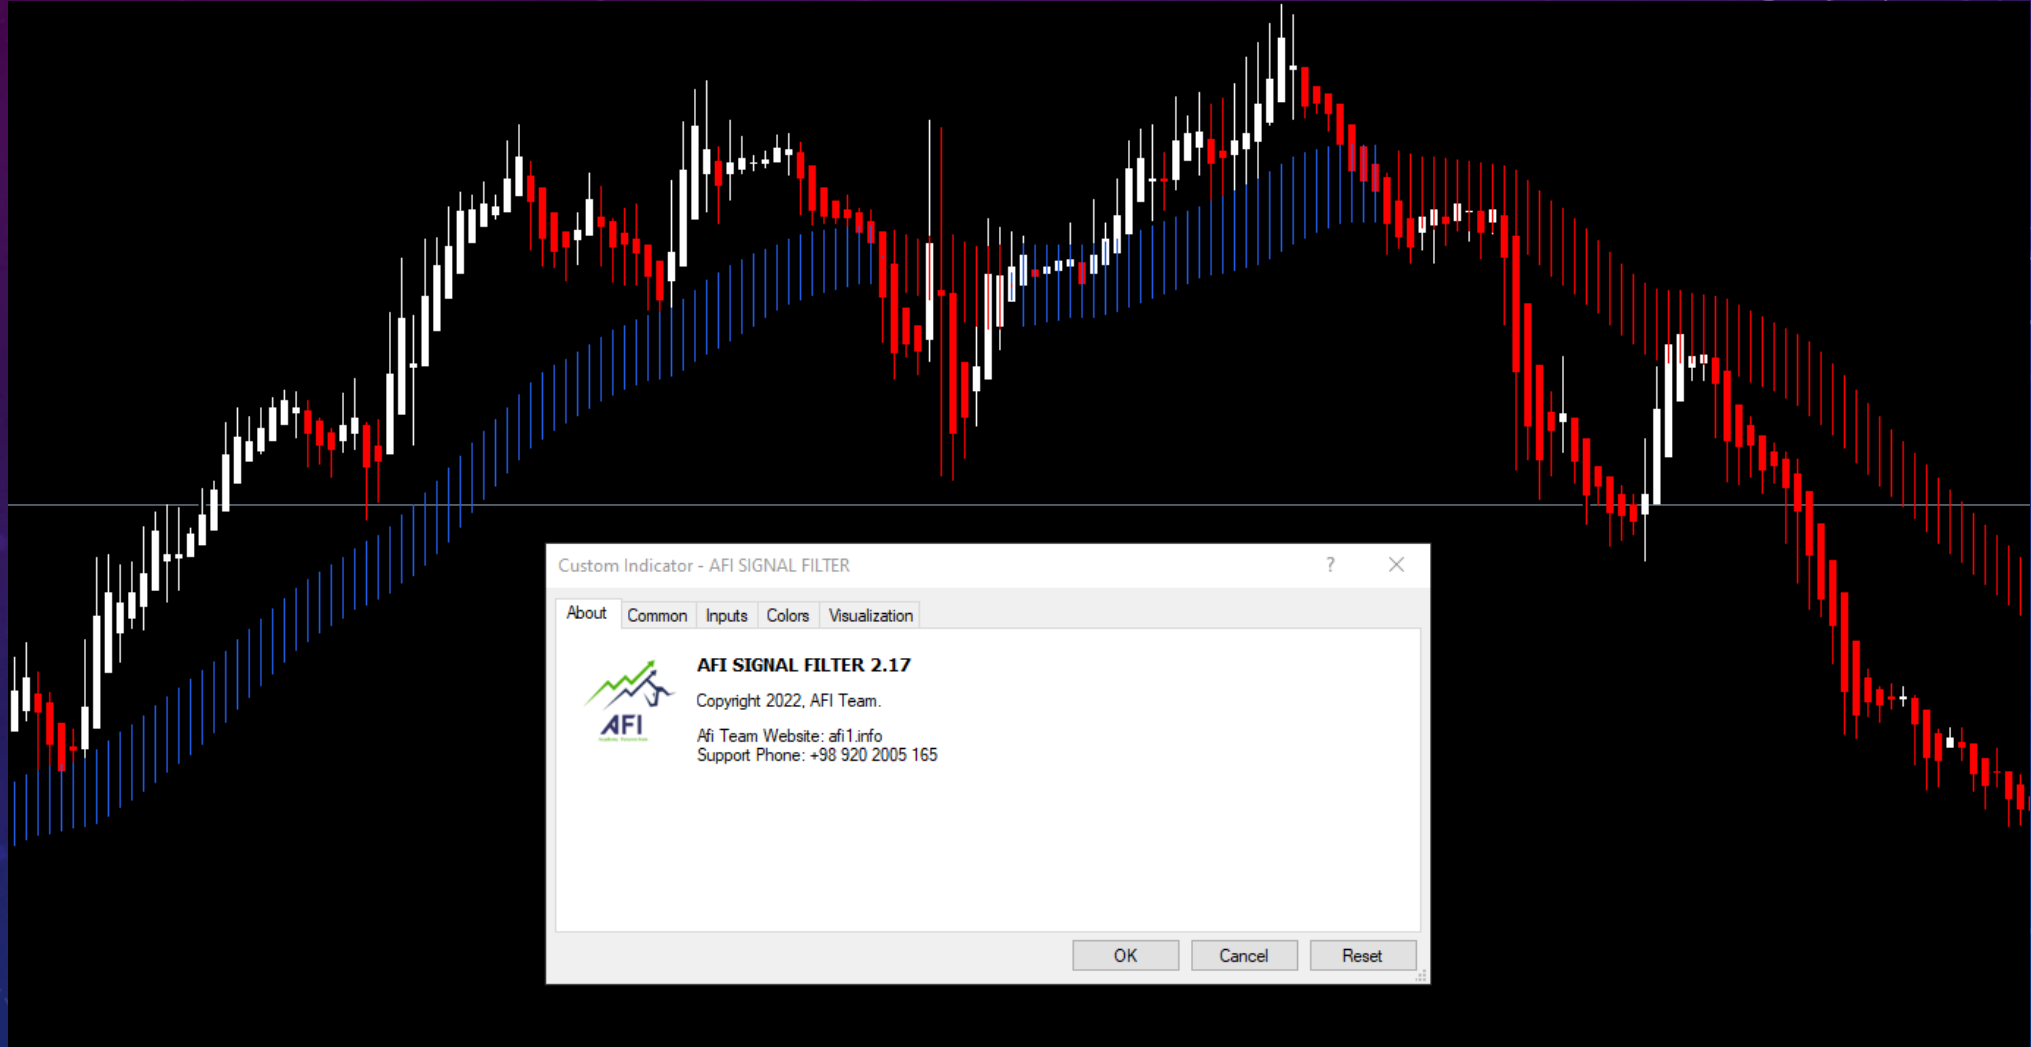 Custom Indicator - AFI SIGNAL FILTER
?
About Common Inputs Colors Visualization
AFI SIGNAL FILTER 2.17
Copyright 2022, AFI Team.
AFI
Afi Team Website: afi1.info
Support Phone: +98 920 2005 165
OK Cancel Reset